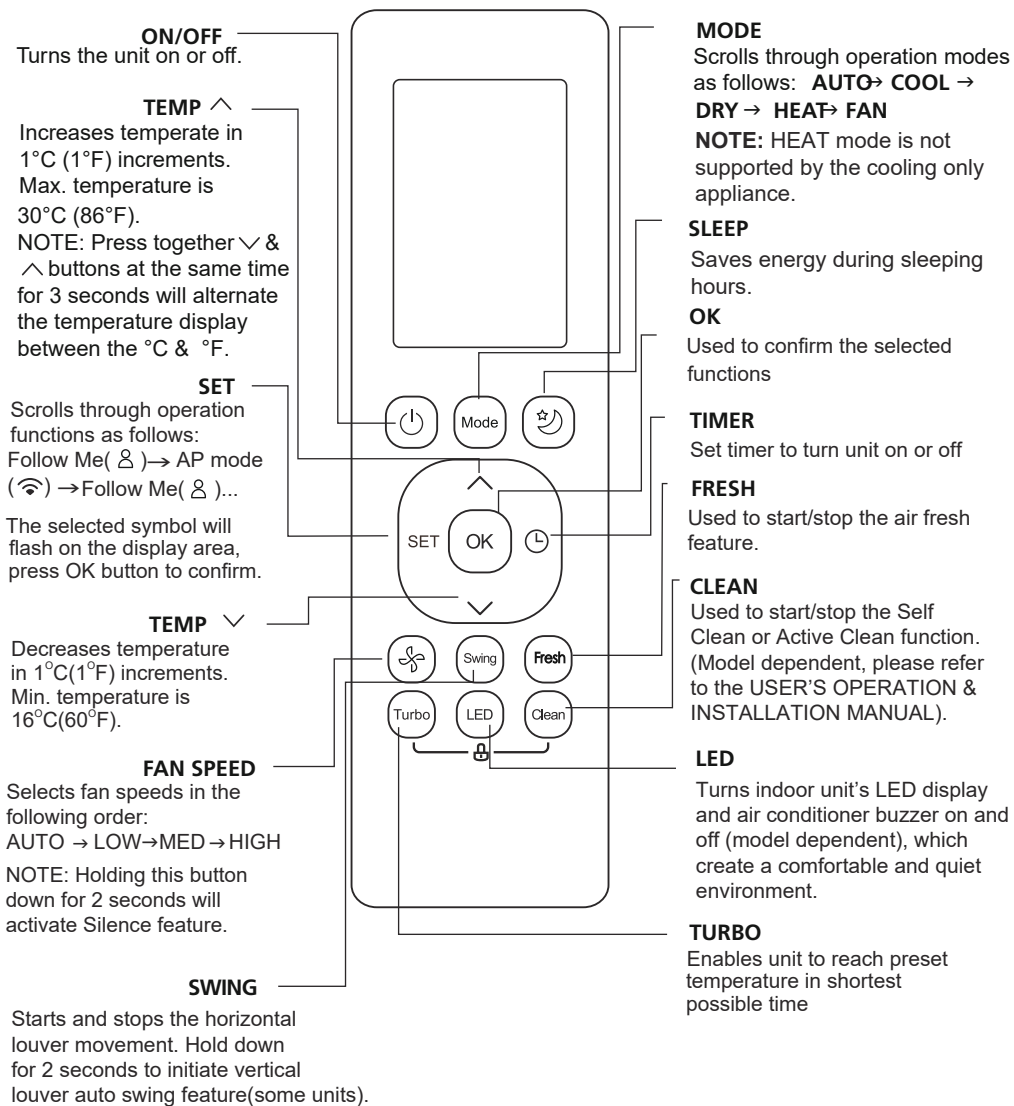 ON/OFF
Turns the unit on or off.
TEMP
Increases temperate in
1°C (1°F) increments.
Max. temperature is
30°C (86°F).
NOTE: Press together &
buttons at the same time
for 3 seconds will alternate
the temperature display
between the °C & °F.
SET
Scrolls through operation
functions as follows:
Follow Me( )→ AP mode
( ) →Follow Me( )...
The selected symbol will
flash on the display area,
press OK button to confirm.
TEMP
Decreases temperature
in 1°C(1°F) increments.
Min. temperature is
16°C(60°F).
FAN SPEED
Selects fan speeds in the
following order:
AUTO → LOW→MED→HIGH
NOTE: Holding this button
down for 2 seconds will
activate Silence feature.
SWING
Starts and stops the horizontal
louver movement. Hold down
for 2 seconds to initiate vertical
louver auto swing feature(some units).
Mode
SET
OK
Swing
Fresh
Turbo
LED
Clean
MODE
Scrolls through operation modes
as follows: AUTO→ COOL →
DRY → HEAT→ FAN
NOTE: HEAT mode is not
supported by the cooling only
appliance.
SLEEP
Saves energy during sleeping
hours.
OK
Used to confirm the selected
functions
TIMER
Set timer to turn unit on or off
FRESH
Used to start/stop the air fresh
feature.
CLEAN
Used to start/stop the Self
Clean or Active Clean function.
(Model dependent, please refer
to the USER'S OPERATION &
INSTALLATION MANUAL).
LED
Turns indoor unit's LED display
and air conditioner buzzer on and
off (model dependent), which
create a comfortable and quiet
environment.
TURBO
Enables unit to reach preset
temperature in shortest
possible time